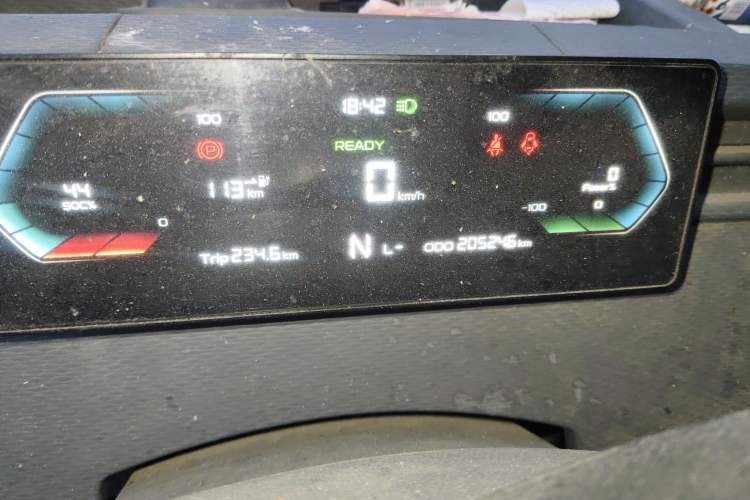 100 18:42 100
P READY
44 SOC% 113 km 0 km/h 0 Power%
0 -100 0
Trip 234.6 km N L- ODO 205246 km